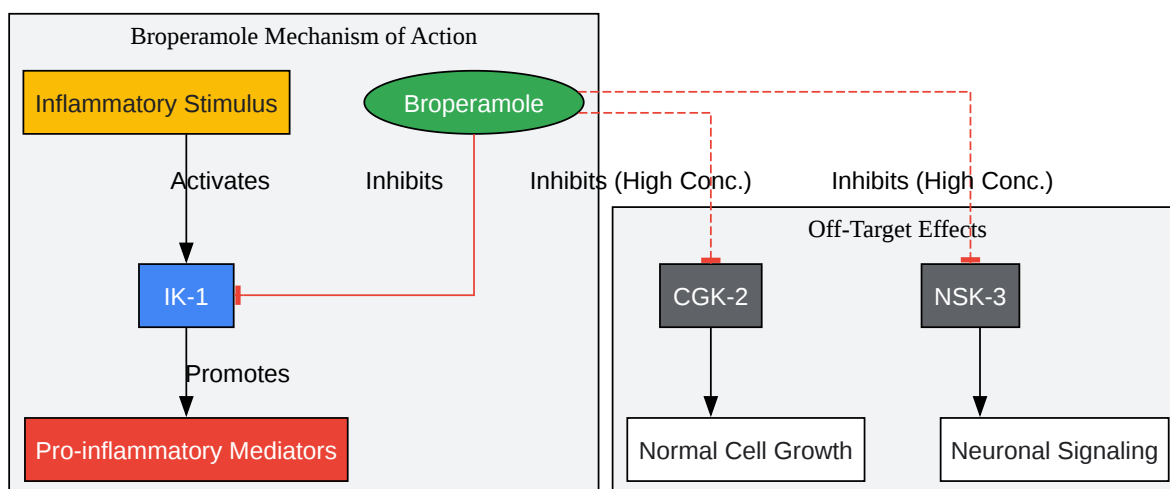 Broperamole Mechanism of Action
Inflammatory Stimulus
Broperamole
Activates
Inhibits
Inhibits (High Conc.)
Inhibits (High Conc.)
Off-Target Effects
IK-1
CGK-2
NSK-3
Promotes
Pro-inflammatory Mediators
Normal Cell Growth
Neuronal Signaling